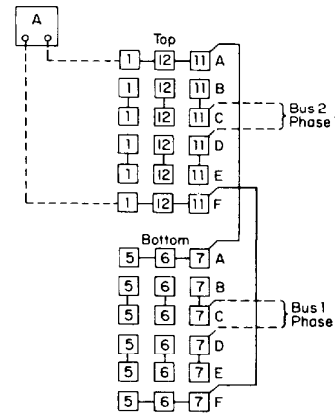 A
Top
1 12 11 A
1 12 11 B
1 12 11 C
Bus 2
Phase
1 12 11 D
1 12 11 E
1 12 11 F
Bottom
5 6 7 A
5 6 7 B
5 6 7 C
Bus 1
Phase
5 6 7 D
5 6 7 E
5 6 7 F